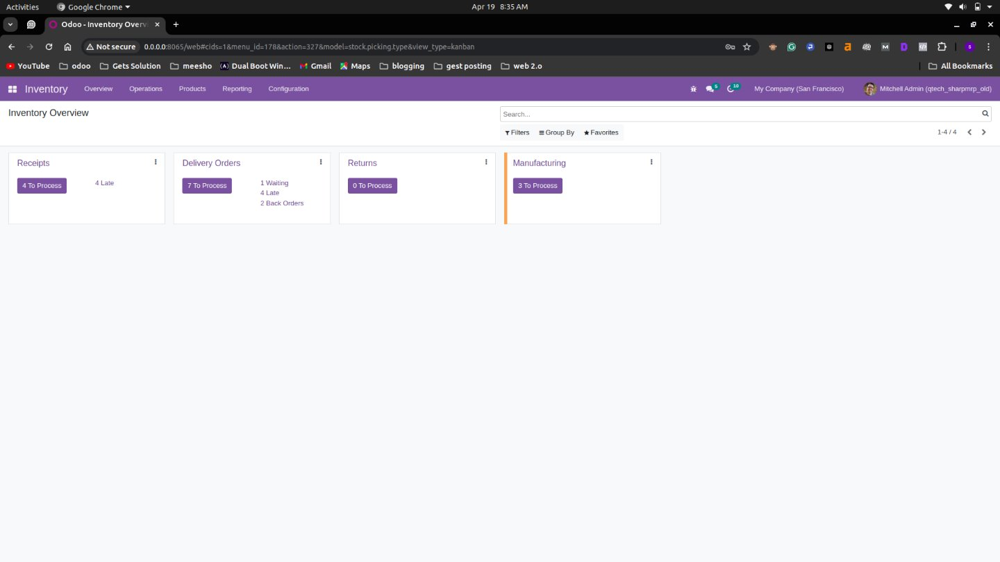 Activities Google Chrome Apr 19 8:35 AM
Odoo - Inventory Overvi
Not secure 0.0.0.0:8065/web#cids=1&menu_id=178&action=327&model=stock.picking.type&view_type=kanban
YouTube odoo Gets Solution meesho Dual Boot Win... Gmail Maps blogging gest posting web 2.o All Bookmarks
Inventory Overview Operations Products Reporting Configuration 5 10 My Company (San Francisco) Mitchell Admin (qtech_sharpmrp_old)
Inventory Overview
Search...
Filters Group By Favorites 1-4 / 4
Receipts Delivery Orders Returns Manufacturing
4 To Process 4 Late 7 To Process 1 Waiting 0 To Process 3 To Process
4 Late
2 Back Orders